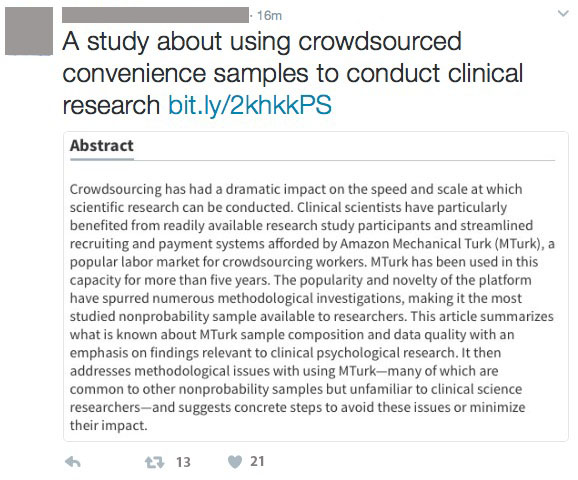 · 16m
A study about using crowdsourced
convenience samples to conduct clinical
research bit.ly/2khkkPS
Abstract
Crowdsourcing has had a dramatic impact on the speed and scale at which
scientific research can be conducted. Clinical scientists have particularly
benefited from readily available research study participants and streamlined
recruiting and payment systems afforded by Amazon Mechanical Turk (MTurk), a
popular labor market for crowdsourcing workers. MTurk has been used in this
capacity for more than five years. The popularity and novelty of the platform
have spurred numerous methodological investigations, making it the most
studied nonprobability sample available to researchers. This article summarizes
what is known about MTurk sample composition and data quality with an
emphasis on findings relevant to clinical psychological research. It then
addresses methodological issues with using MTurk—many of which are
common to other nonprobability samples but unfamiliar to clinical science
researchers—and suggests concrete steps to avoid these issues or minimize
their impact.
13 21